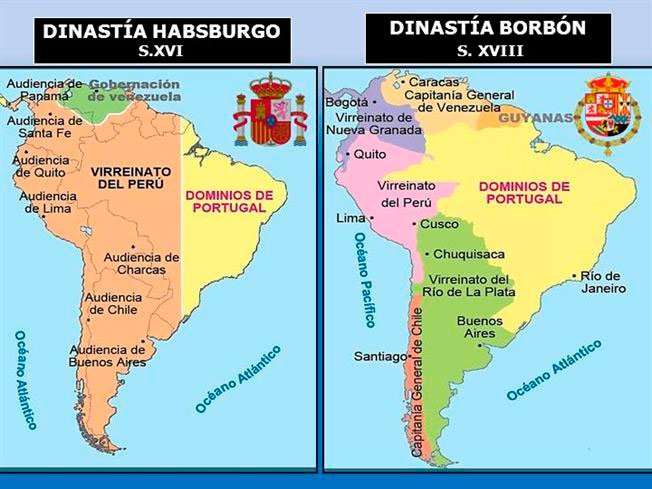 DINASTÍA HABSBURGO
S.XVI
Audiencia de
Panamá
Gobernación
de venezuela
Audiencia de
Santa Fe
Audiencia
de Quito
VIRREINATO
DEL PERÚ
Audiencia
de Lima
DOMINIOS DE
PORTUGAL
Audiencia de
Charcas
Audiencia
de Chile
Audiencia de
Buenos Aires
Océano Atlántico
Océano Atlántico
DINASTÍA BORBÓN
S. XVIII
Caracas
Capitanía General
de Venezuela
Bogotá
Virreinato de
Nueva Granada
GUYANAS
Quito
Virreinato
del Perú
DOMINIOS DE
PORTUGAL
Lima
Cusco
Océano Pacífico
Chuquisaca
Virreinato del
Río de La Plata
Río de
Janeiro
Buenos
Aires
Santiago
Capitanía General de Chile
Océano Atlántico